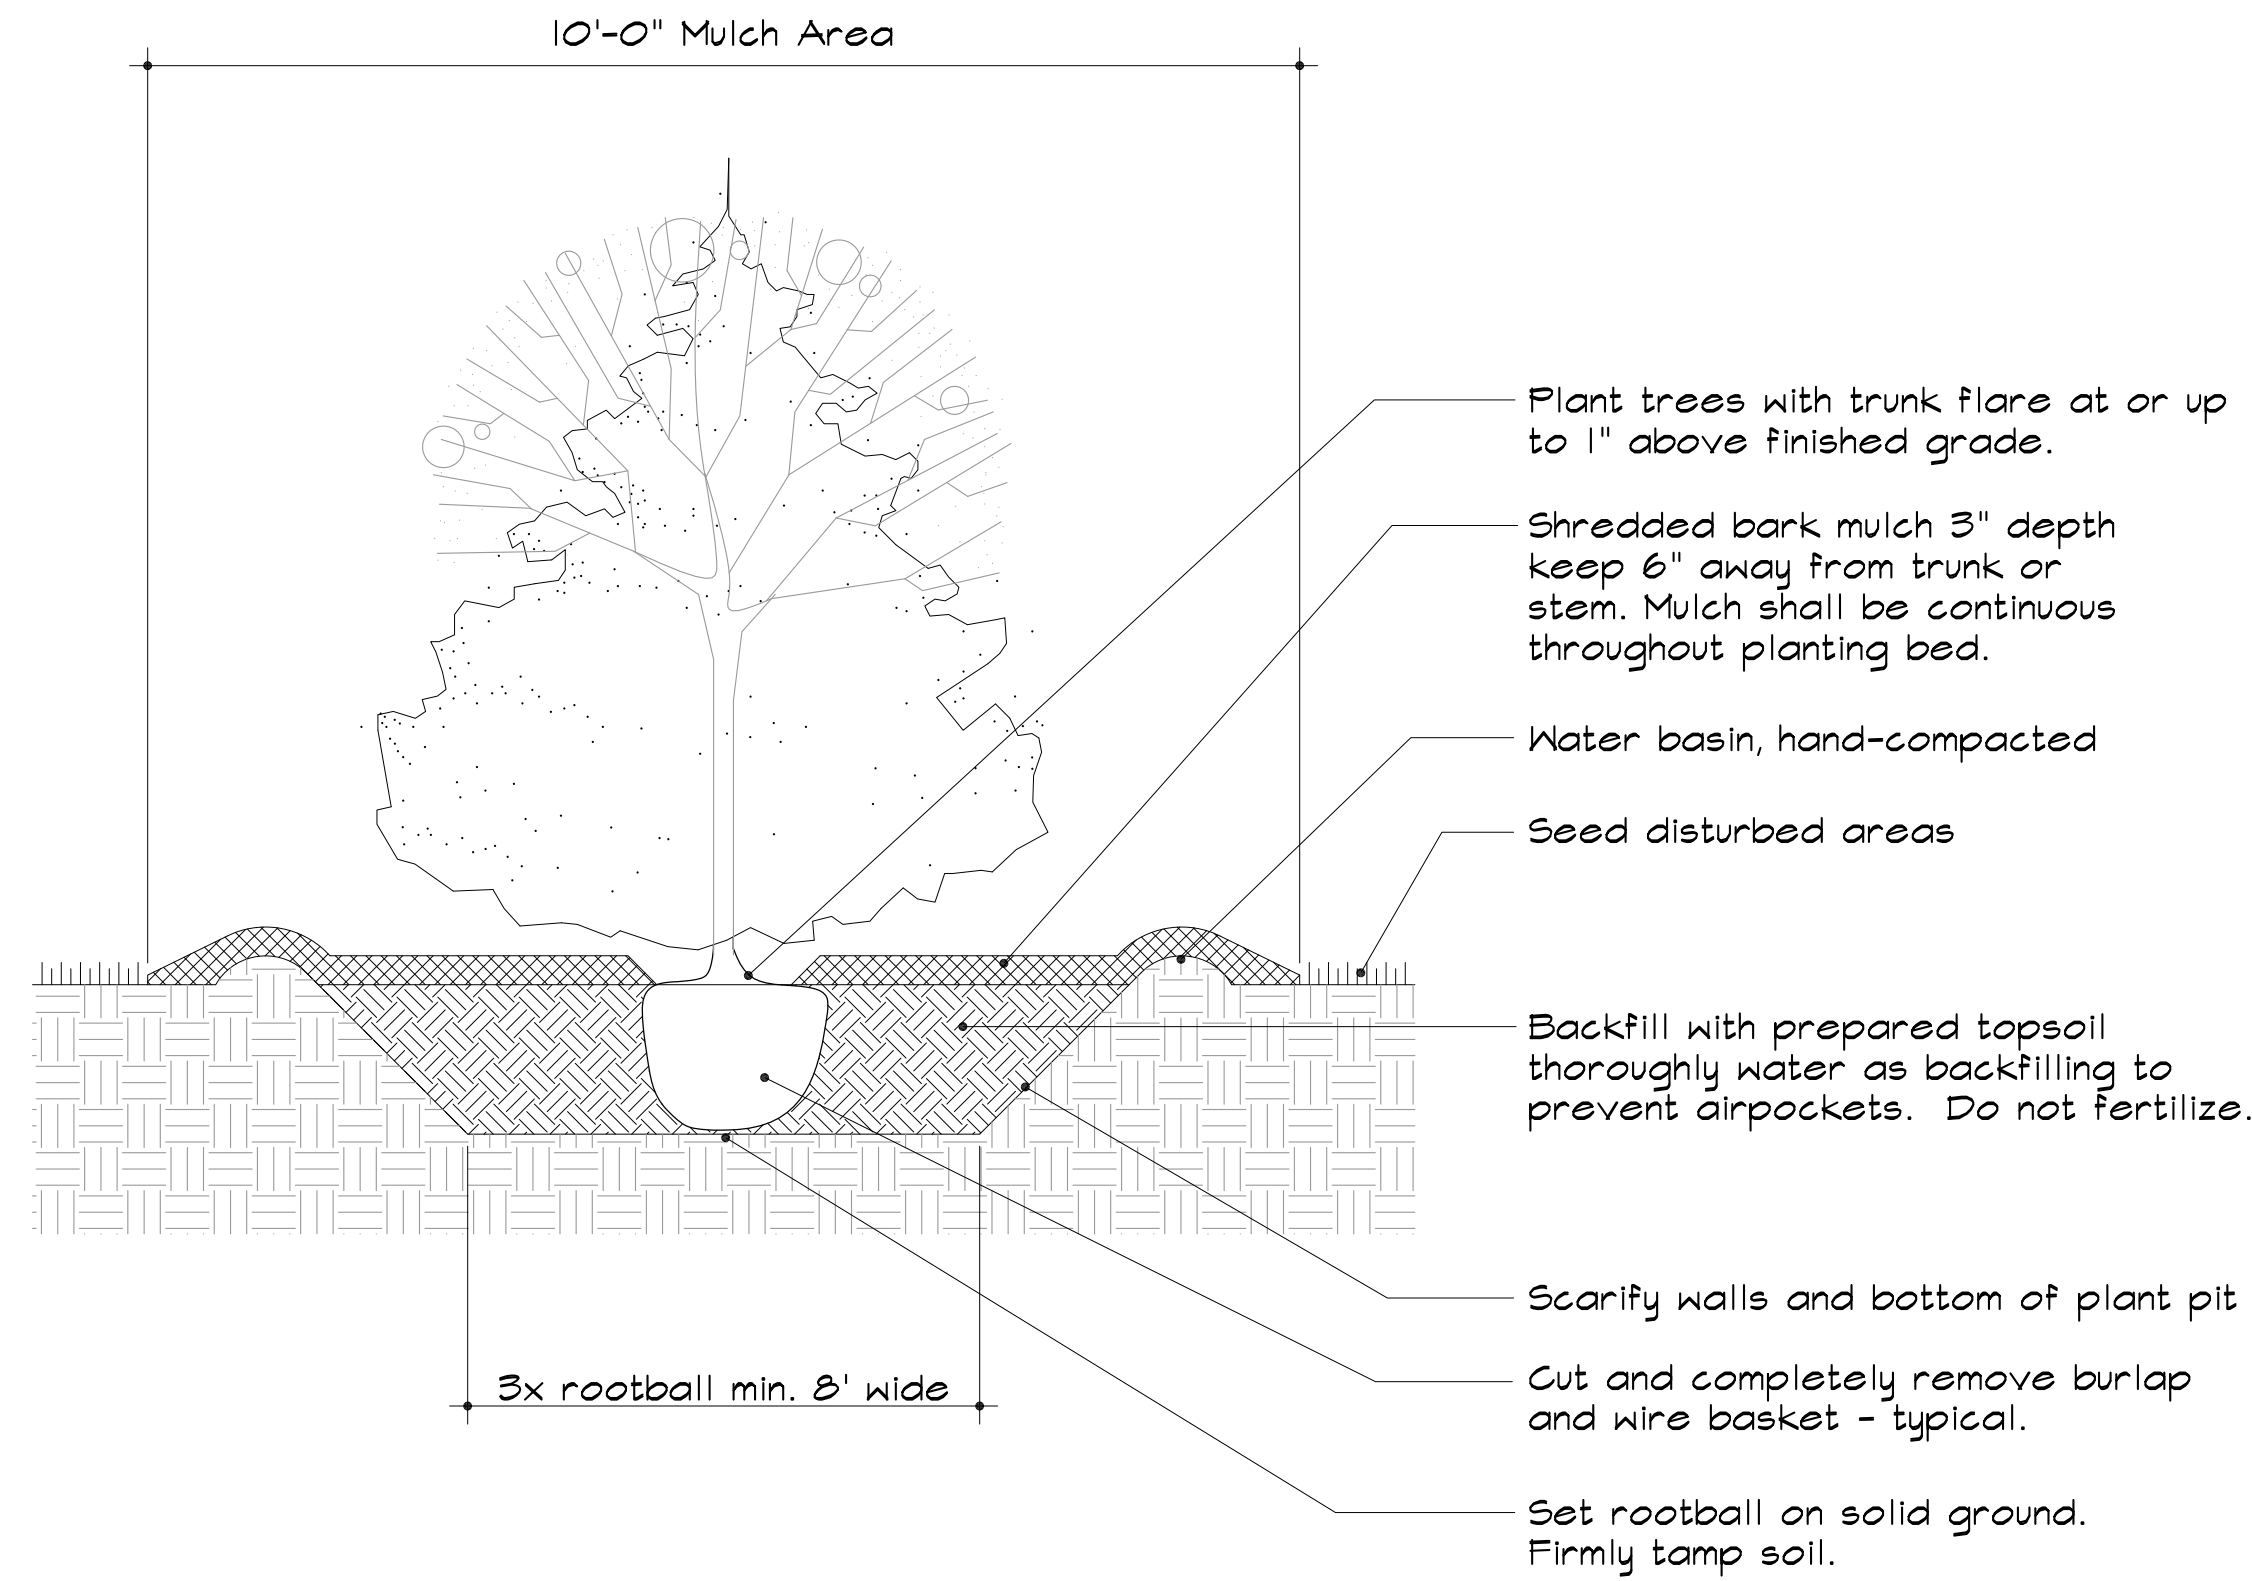 10'-0" Mulch Area
Plant trees with trunk flare at or up
to 1" above finished grade.
Shredded bark mulch 3" depth
keep 6" away from trunk or
stem. Mulch shall be continuous
throughout planting bed.
Water basin, hand-compacted
Seed disturbed areas
Backfill with prepared topsoil
thoroughly water as backfilling to
prevent airpockets.  Do not fertilize.
Scarify walls and bottom of plant pit
Cut and completely remove burlap
and wire basket - typical.
3x rootball min. 8' wide
Set rootball on solid ground.
Firmly tamp soil.